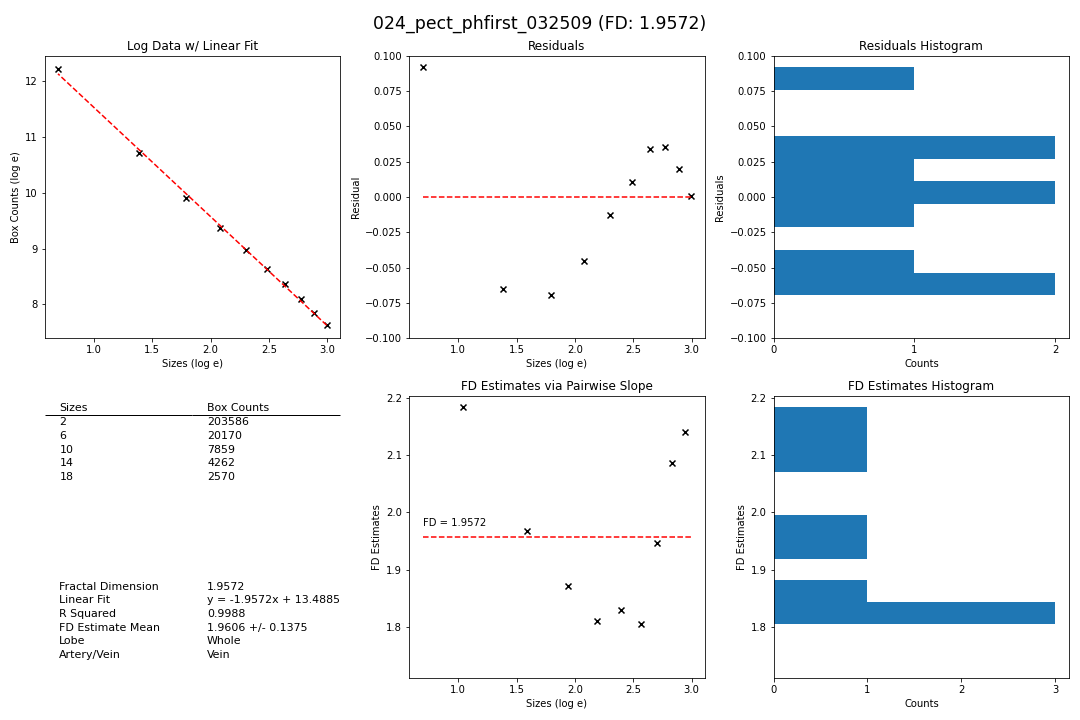 024_pect_phfirst_032509 (FD: 1.9572)
Log Data w/ Linear Fit
Box Counts (log e)
12
11
10
9
8
1.0 1.5 2.0 2.5 3.0
Sizes (log e)
Residuals
Residual
0.100
0.075
0.050
0.025
0.000
−0.025
−0.050
−0.075
−0.100
1.0 1.5 2.0 2.5 3.0
Sizes (log e)
Residuals Histogram
Residuals
0.100
0.075
0.050
0.025
0.000
−0.025
−0.050
−0.075
−0.100
0 1 2
Counts
Sizes Box Counts
2 203586
6 20170
10 7859
14 4262
18 2570
Fractal Dimension 1.9572
Linear Fit y = -1.9572x + 13.4885
R Squared 0.9988
FD Estimate Mean 1.9606 +/- 0.1375
Lobe Whole
Artery/Vein Vein
FD Estimates via Pairwise Slope
FD Estimates
2.2
2.1
2.0
1.9
1.8
FD = 1.9572
1.0 1.5 2.0 2.5 3.0
Sizes (log e)
FD Estimates Histogram
FD Estimates
2.2
2.1
2.0
1.9
1.8
0 1 2 3
Counts